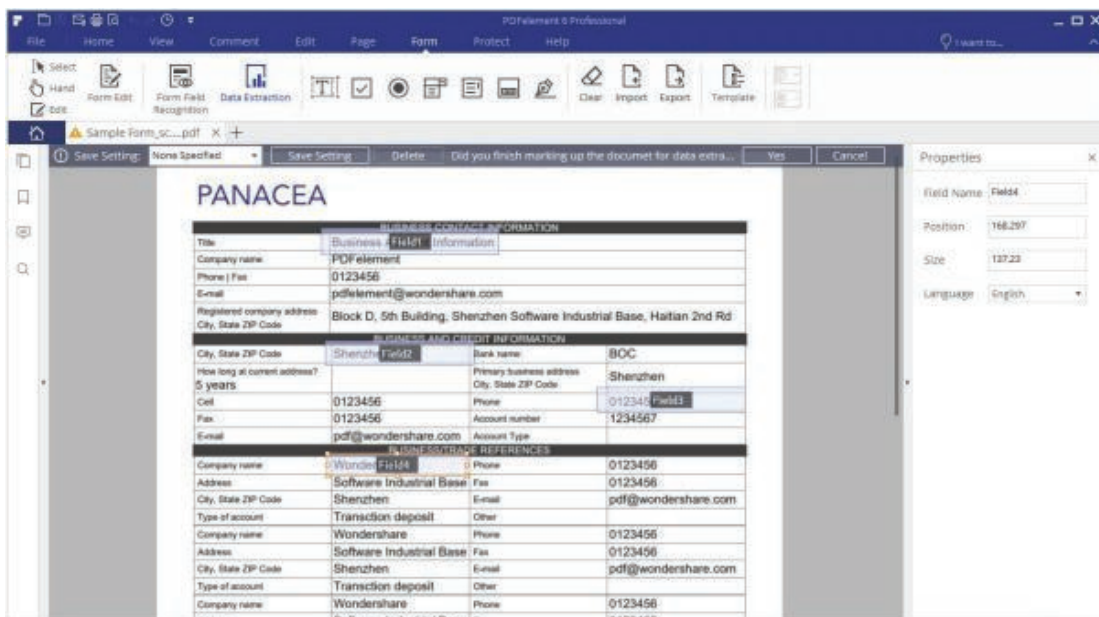 PDFelement 6 Professional
File Home View Comment Edit Page Form Protect Help I want to...
Select
Hand
Edit
Form Edit
Form Field Recognition
Data Extraction
Clear Import Export Template
Sample Form_sc....pdf
Save Setting: None Specified Save Setting Delete Did you finish marking up the documet for data extra... Yes Cancel
Properties
Field Name Field4
Position 168,297
Size 137,23
Language English
PANACEA
BUSINESS CONTACT INFORMATION
Title Business Field1 Information
Company name PDFelement
Phone | Fax 0123456
E-mail pdfelement@wondershare.com
Registered company address
City, State ZIP Code Block D, 5th Building, Shenzhen Software Industrial Base, Haitian 2nd Rd
BUSINESS AND CREDIT INFORMATION
City, State ZIP Code Shenzhe Field2 Bank name: BOC
How long at current address? Primary business address
5 years City, State ZIP Code Shenzhen
Cell 0123456 Phone 012345 Field3
Fax 0123456 Account number 1234567
E-mail pdf@wondershare.com Account Type
BUSINESS/TRADE REFERENCES
Company name Wonder Field4 Phone 0123456
Address Software Industrial Base Fax 0123456
City, State ZIP Code Shenzhen E-mail pdf@wondershare.com
Type of account Transction deposit Other
Company name Wondershare Phone 0123456
Address Software Industrial Base Fax 0123456
City, State ZIP Code Shenzhen E-mail pdf@wondershare.com
Type of account Transction deposit Other
Company name Wondershare Phone 0123456